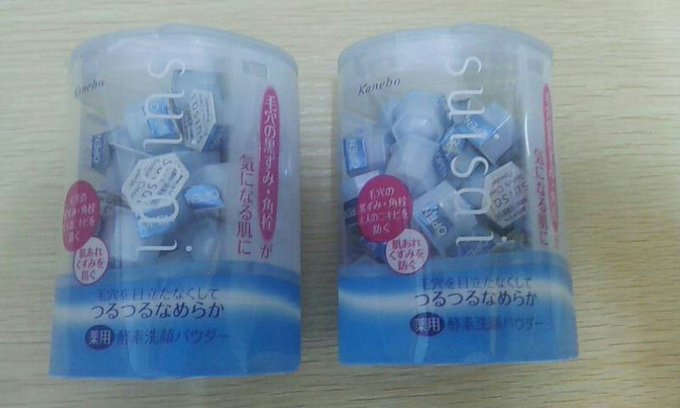 Kanebo
suisai
毛穴の黒ずみ・角栓が
気になる肌に
肌あれ
くすみを
防ぐ
毛穴を目立たなくして
つるつるなめらか
薬用 酵素洗顔パウダー
Kanebo
suisai
気になる肌に
毛穴の
黒ずみ・角栓
大人のニキビを
防ぐ
肌あれ
くすみを
防ぐ
毛穴を目立たなくして
つるつるなめらか
薬用 酵素洗顔パウダー